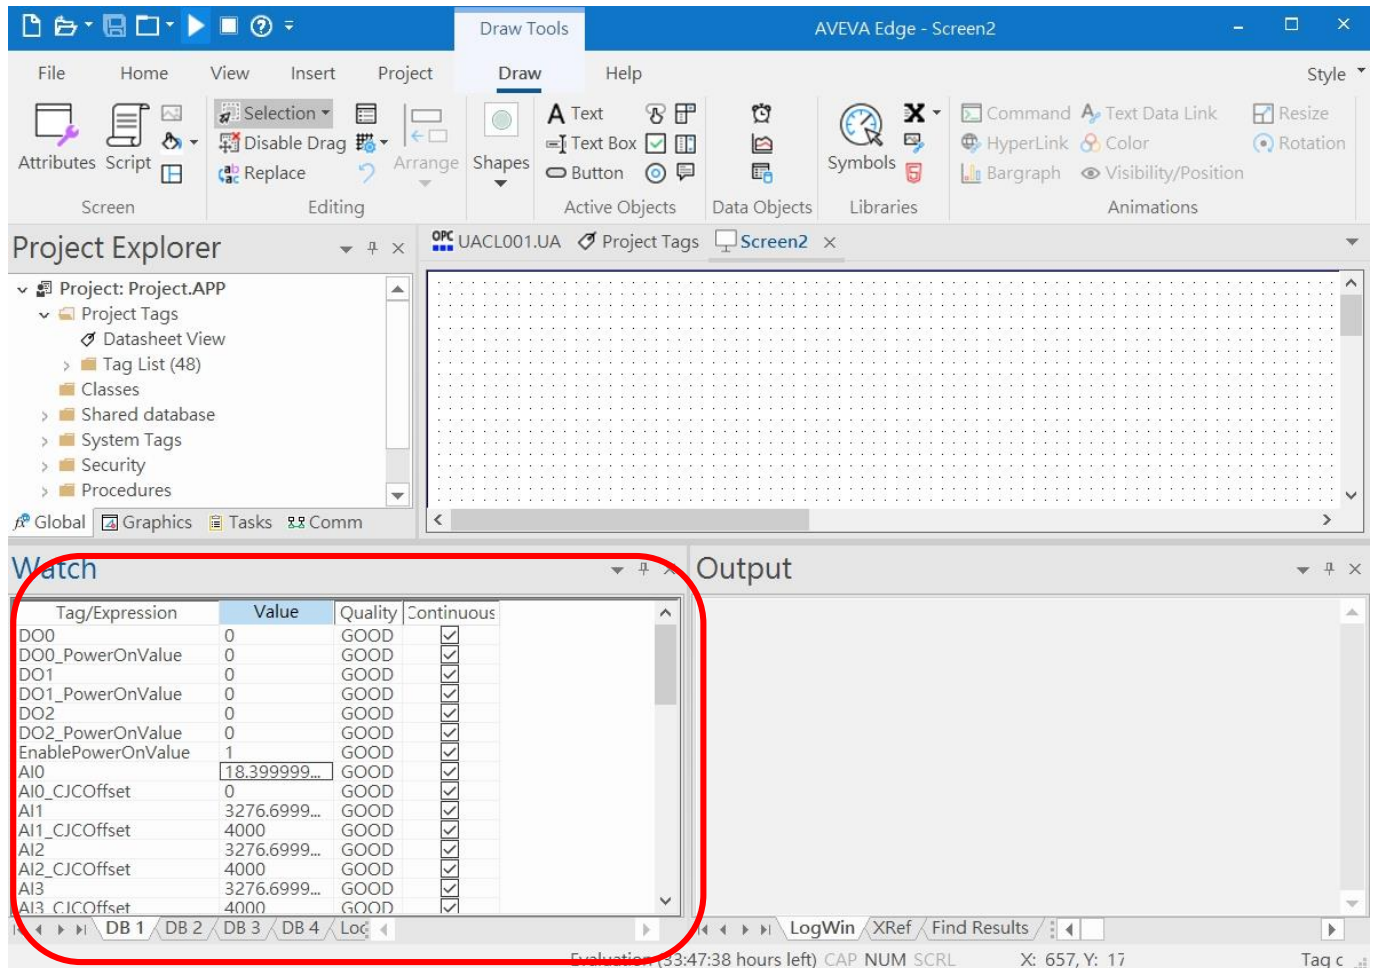 Draw Tools
AVEVA Edge - Screen2
File Home View Insert Project Draw Help Style
Attributes Script
Screen
Selection
Disable Drag
Replace
Arrange
Editing
Shapes
A Text
Text Box
Button
Active Objects
Data Objects
Symbols
Libraries
Command Text Data Link Resize
HyperLink Color Rotation
Bargraph Visibility/Position
Animations
Project Explorer
Project: Project.APP
Project Tags
Datasheet View
Tag List (48)
Classes
Shared database
System Tags
Security
Procedures
Global Graphics Tasks Comm
OPC UACL001.UA Project Tags Screen2
Watch
Tag/Expression Value Quality Continuous
DO0 0 GOOD
DO0_PowerOnValue 0 GOOD
DO1 0 GOOD
DO1_PowerOnValue 0 GOOD
DO2 0 GOOD
DO2_PowerOnValue 0 GOOD
EnablePowerOnValue 1 GOOD
AI0 18.399999... GOOD
AI0_CJCOffset 0 GOOD
AI1 3276.6999... GOOD
AI1_CJCOffset 4000 GOOD
AI2 3276.6999... GOOD
AI2_CJCOffset 4000 GOOD
AI3 3276.6999... GOOD
AI3_CJCOffset 4000 GOOD
DB 1 DB 2 DB 3 DB 4 Loc
Output
LogWin XRef Find Results
Evaluation (33:47:38 hours left) CAP NUM SCRL X: 657, Y: 17 Tag c